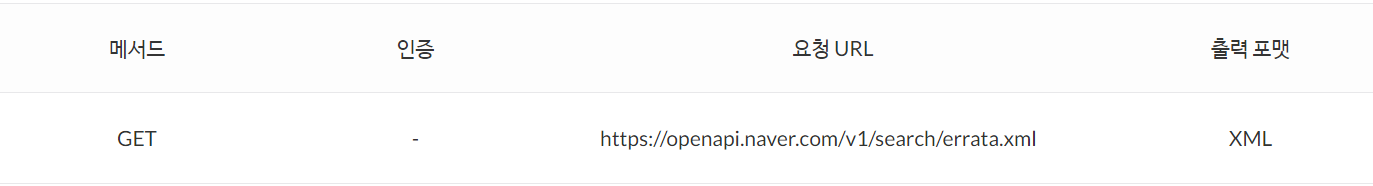 메서드 인증 요청 URL 출력 포맷
GET - https://openapi.naver.com/v1/search/errata.xml XML